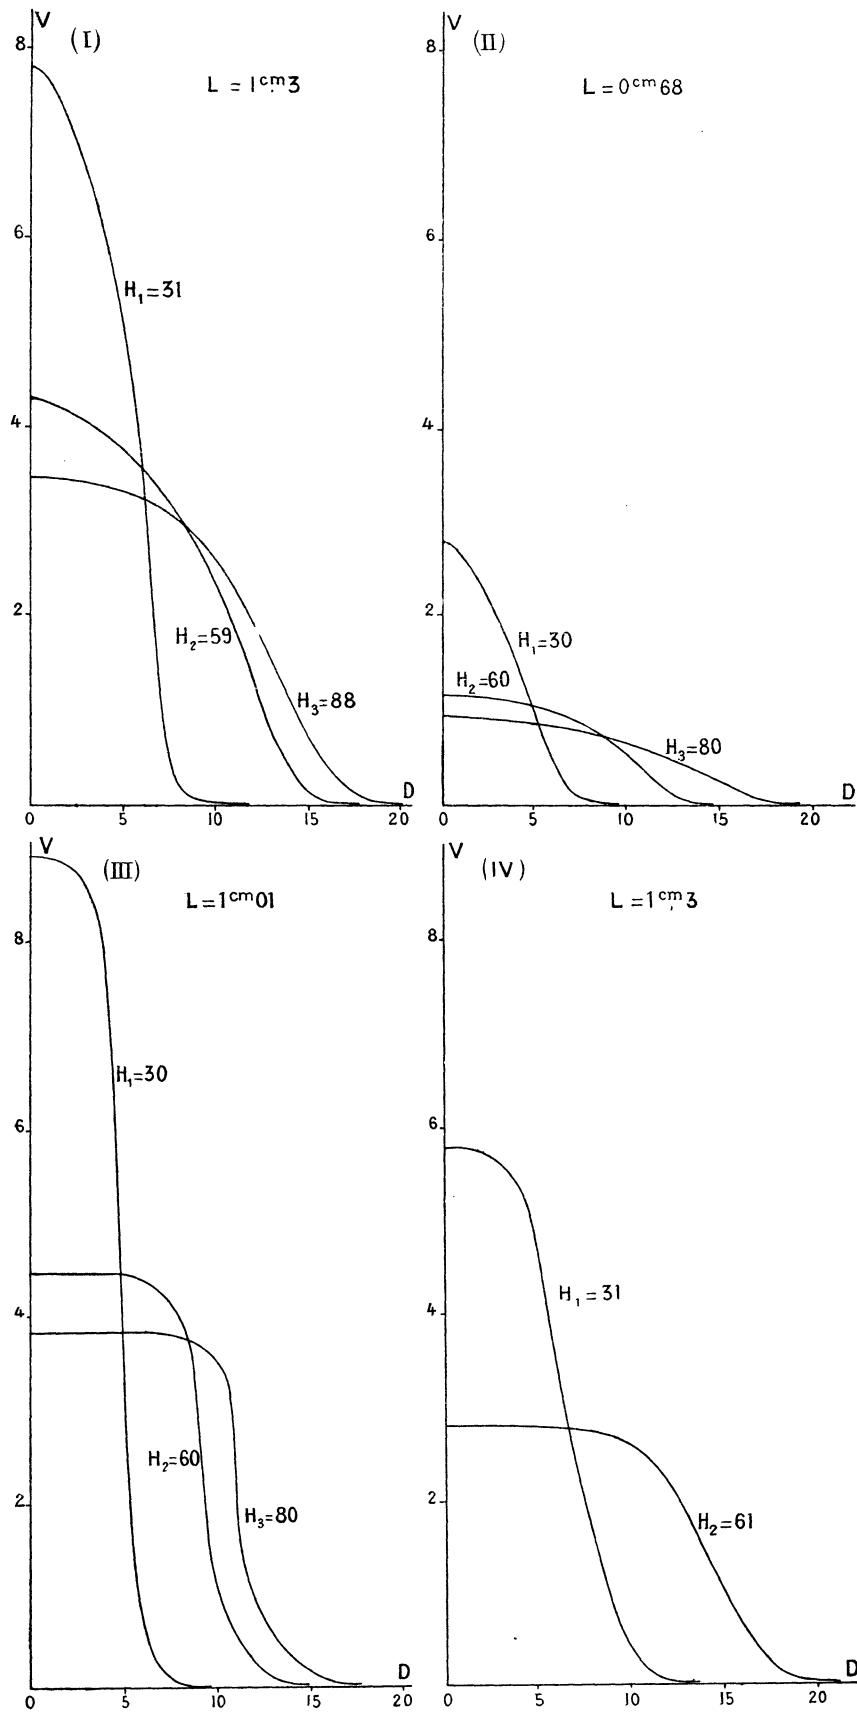 V
(I)
L = 1cm3
8
6
4
2
H1=31
H2=59
H3=88
D
0 5 10 15 20
V
(II)
L = 0cm68
8
6
4
2
H1=30
H2=60
H3=80
D
0 5 10 15 20
V
(III)
L=1cm01
8
6
4
2
H1=30
H2=60
H3=80
D
0 5 10 15 20
V
(IV)
L=1cm3
8
6
4
2
H1=31
H2=61
D
0 5 10 15 20